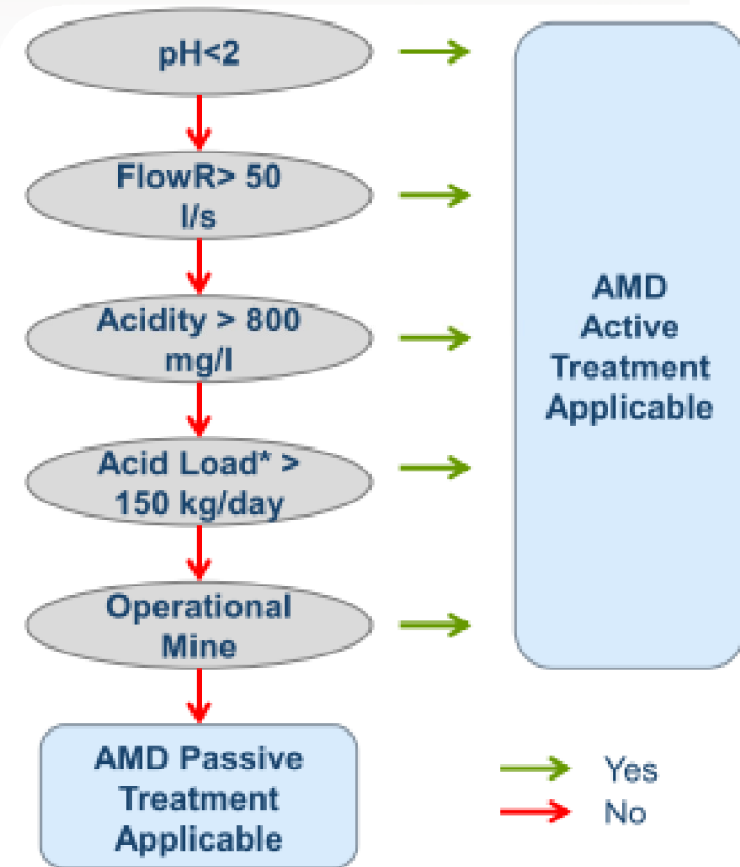 pH<2
FlowR> 50
l/s
Acidity > 800
mg/l
Acid Load* >
150 kg/day
Operational
Mine
AMD Passive
Treatment
Applicable
AMD
Active
Treatment
Applicable
Yes
No